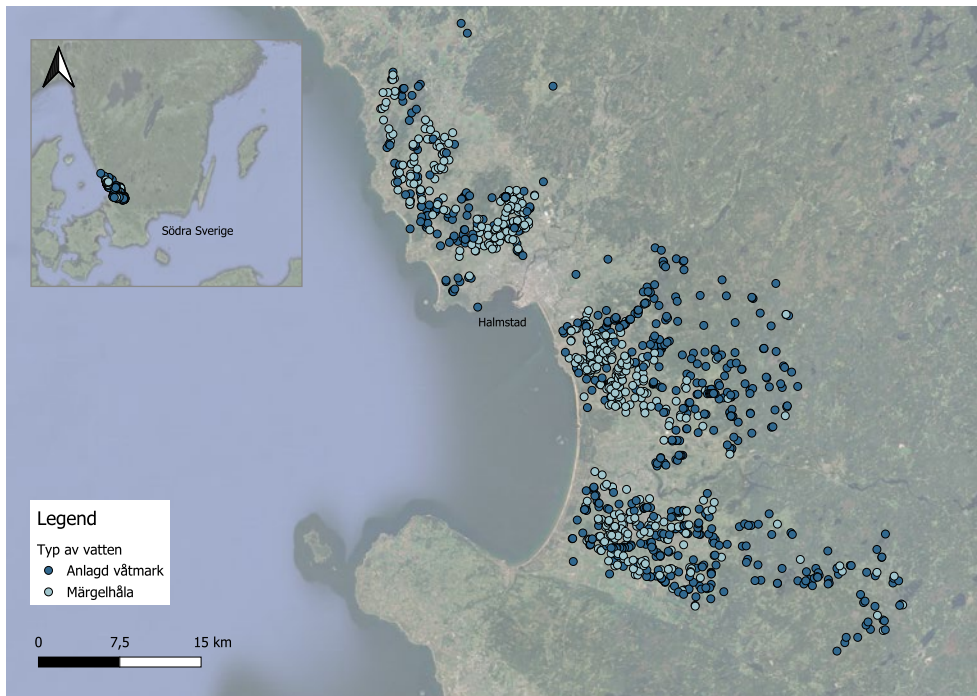 Södra Sverige
Halmstad
Legend
Typ av vatten
Anlagd våtmark
Märgelhåla
0 7,5 15 km